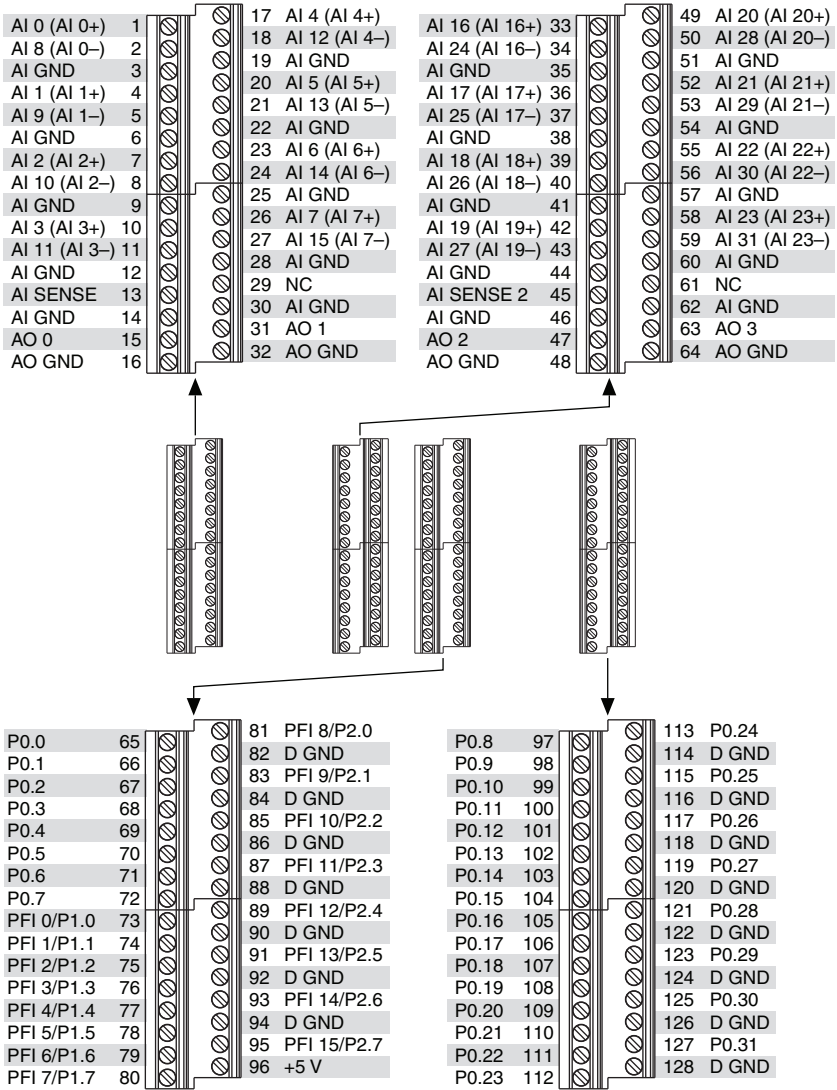 AI 0 (AI 0+) 1
AI 8 (AI 0–) 2
AI GND 3
AI 1 (AI 1+) 4
AI 9 (AI 1–) 5
AI GND 6
AI 2 (AI 2+) 7
AI 10 (AI 2–) 8
AI GND 9
AI 3 (AI 3+) 10
AI 11 (AI 3–) 11
AI GND 12
AI SENSE 13
AI GND 14
AO 0 15
AO GND 16
17 AI 4 (AI 4+)
18 AI 12 (AI 4–)
19 AI GND
20 AI 5 (AI 5+)
21 AI 13 (AI 5–)
22 AI GND
23 AI 6 (AI 6+)
24 AI 14 (AI 6–)
25 AI GND
26 AI 7 (AI 7+)
27 AI 15 (AI 7–)
28 AI GND
29 NC
30 AI GND
31 AO 1
32 AO GND
AI 16 (AI 16+) 33
AI 24 (AI 16–) 34
AI GND 35
AI 17 (AI 17+) 36
AI 25 (AI 17–) 37
AI GND 38
AI 18 (AI 18+) 39
AI 26 (AI 18–) 40
AI GND 41
AI 19 (AI 19+) 42
AI 27 (AI 19–) 43
AI GND 44
AI SENSE 2 45
AI GND 46
AO 2 47
AO GND 48
49 AI 20 (AI 20+)
50 AI 28 (AI 20–)
51 AI GND
52 AI 21 (AI 21+)
53 AI 29 (AI 21–)
54 AI GND
55 AI 22 (AI 22+)
56 AI 30 (AI 22–)
57 AI GND
58 AI 23 (AI 23+)
59 AI 31 (AI 23–)
60 AI GND
61 NC
62 AI GND
63 AO 3
64 AO GND
P0.0 65
P0.1 66
P0.2 67
P0.3 68
P0.4 69
P0.5 70
P0.6 71
P0.7 72
PFI 0/P1.0 73
PFI 1/P1.1 74
PFI 2/P1.2 75
PFI 3/P1.3 76
PFI 4/P1.4 77
PFI 5/P1.5 78
PFI 6/P1.6 79
PFI 7/P1.7 80
81 PFI 8/P2.0
82 D GND
83 PFI 9/P2.1
84 D GND
85 PFI 10/P2.2
86 D GND
87 PFI 11/P2.3
88 D GND
89 PFI 12/P2.4
90 D GND
91 PFI 13/P2.5
92 D GND
93 PFI 14/P2.6
94 D GND
95 PFI 15/P2.7
96 +5 V
P0.8 97
P0.9 98
P0.10 99
P0.11 100
P0.12 101
P0.13 102
P0.14 103
P0.15 104
P0.16 105
P0.17 106
P0.18 107
P0.19 108
P0.20 109
P0.21 110
P0.22 111
P0.23 112
113 P0.24
114 D GND
115 P0.25
116 D GND
117 P0.26
118 D GND
119 P0.27
120 D GND
121 P0.28
122 D GND
123 P0.29
124 D GND
125 P0.30
126 D GND
127 P0.31
128 D GND